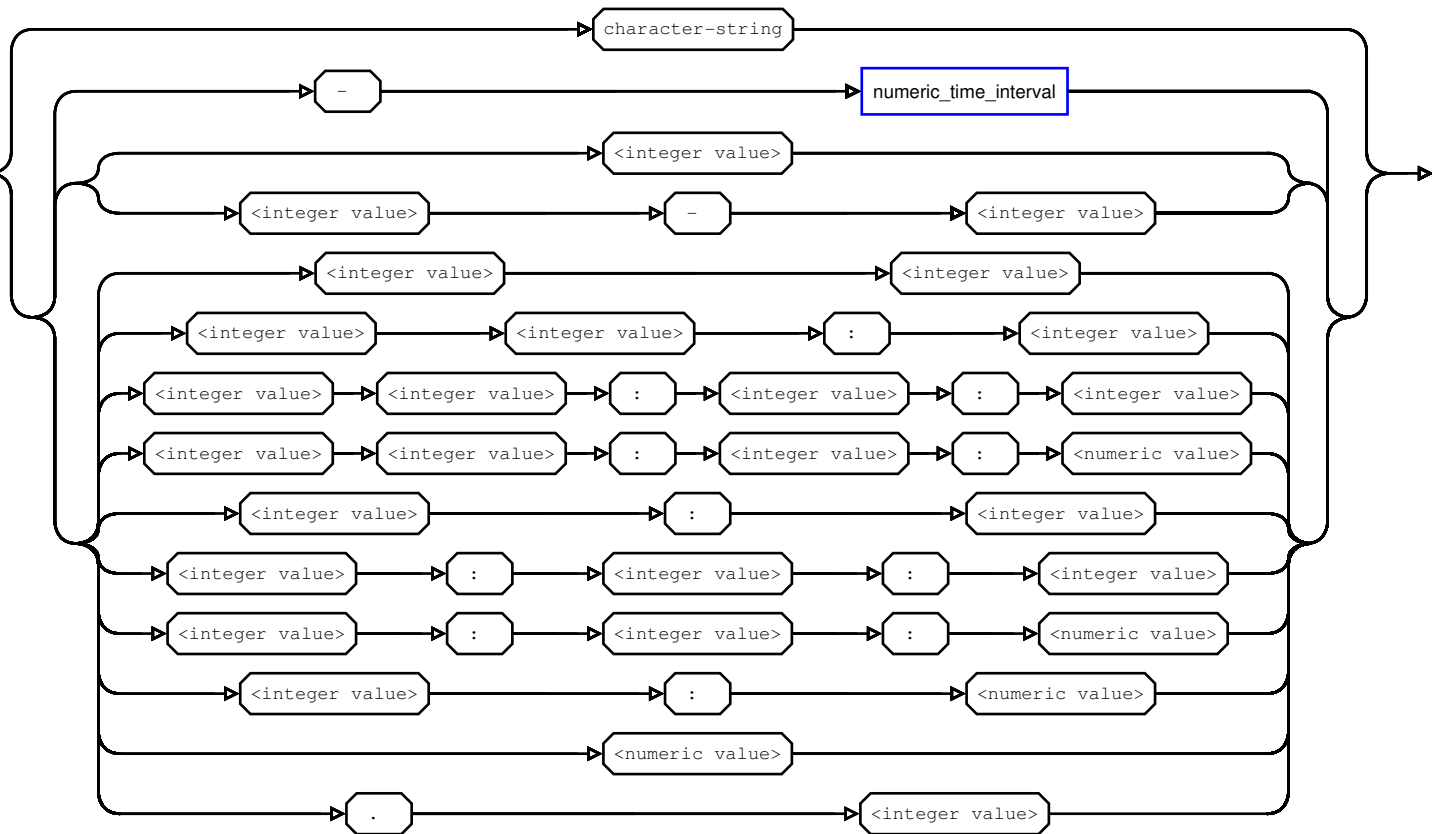 character-string
- numeric_time_interval
<integer value>
<integer value> - <integer value>
<integer value> <integer value>
<integer value> <integer value> : <integer value>
<integer value> <integer value> : <integer value> : <integer value>
<integer value> <integer value> : <integer value> : <numeric value>
<integer value> : <integer value>
<integer value> : <integer value> : <integer value>
<integer value> : <integer value> : <numeric value>
<integer value> : <numeric value>
<numeric value>
. <integer value>